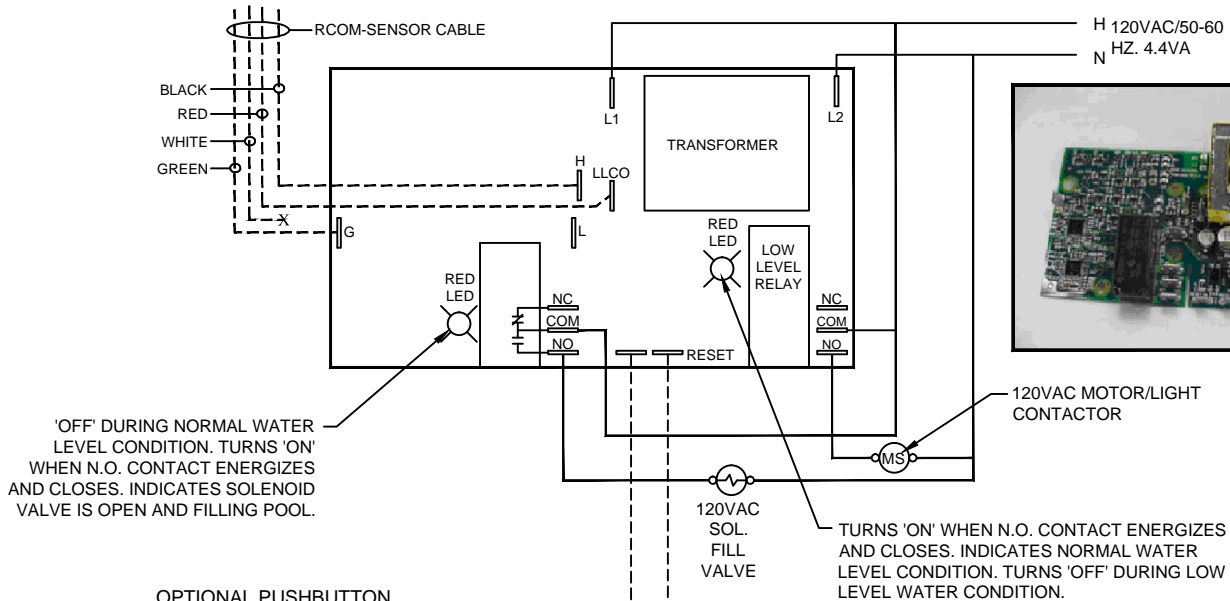 RCOM-SENSOR CABLE
H 120VAC/50-60
N HZ. 4.4VA
BLACK
RED
WHITE
GREEN
L1
L2
TRANSFORMER
H
LLCO
X
G
L
RED
LED
LOW
LEVEL
RELAY
RED
LED
NC
COM
NO
NC
COM
NO
RESET
120VAC MOTOR/LIGHT
CONTACTOR
MS
'OFF' DURING NORMAL WATER
LEVEL CONDITION. TURNS 'ON'
WHEN N.O. CONTACT ENERGIZES
AND CLOSES. INDICATES SOLENOID
VALVE IS OPEN AND FILLING POOL.
120VAC
SOL.
FILL
VALVE
TURNS 'ON' WHEN N.O. CONTACT ENERGIZES
AND CLOSES. INDICATES NORMAL WATER
LEVEL CONDITION. TURNS 'OFF' DURING LOW
LEVEL WATER CONDITION.
OPTIONAL PUSHBUTTON